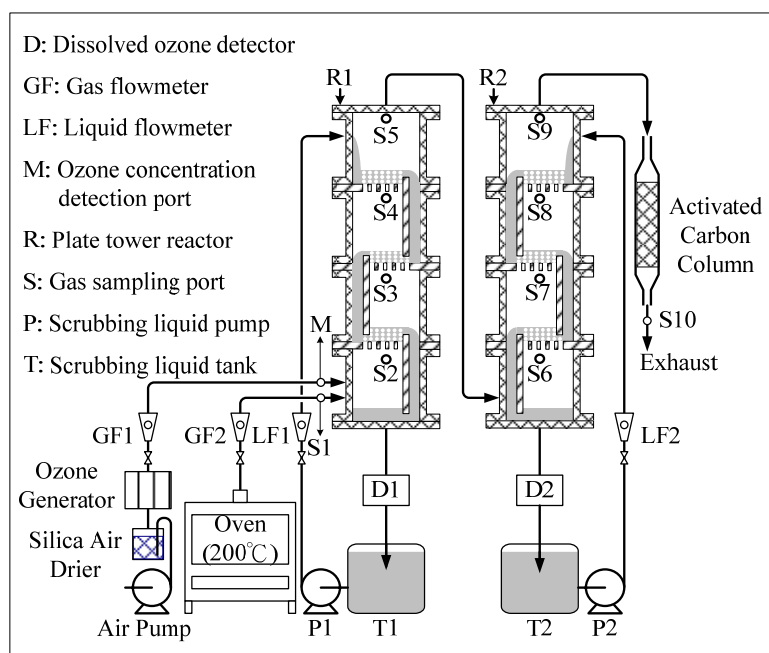 D: Dissolved ozone detector
GF: Gas flowmeter
LF: Liquid flowmeter
M: Ozone concentration
detection port
R: Plate tower reactor
S: Gas sampling port
P: Scrubbing liquid pump
T: Scrubbing liquid tank
R1
R2
S5
S9
S4
S8
Activated
Carbon
Column
S3
S7
M
S10
S2
S6
Exhaust
GF1
GF2
LF1
S1
LF2
Ozone
Generator
D1
D2
Silica Air
Drier
Oven
(200℃)
Air Pump
P1
T1
T2
P2